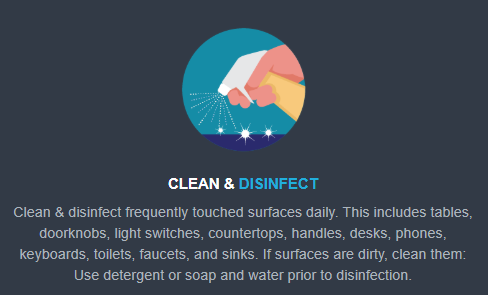 CLEAN & DISINFECT
Clean & disinfect frequently touched surfaces daily. This includes tables,
doorknobs, light switches, countertops, handles, desks, phones,
keyboards, toilets, faucets, and sinks. If surfaces are dirty, clean them:
Use detergent or soap and water prior to disinfection.